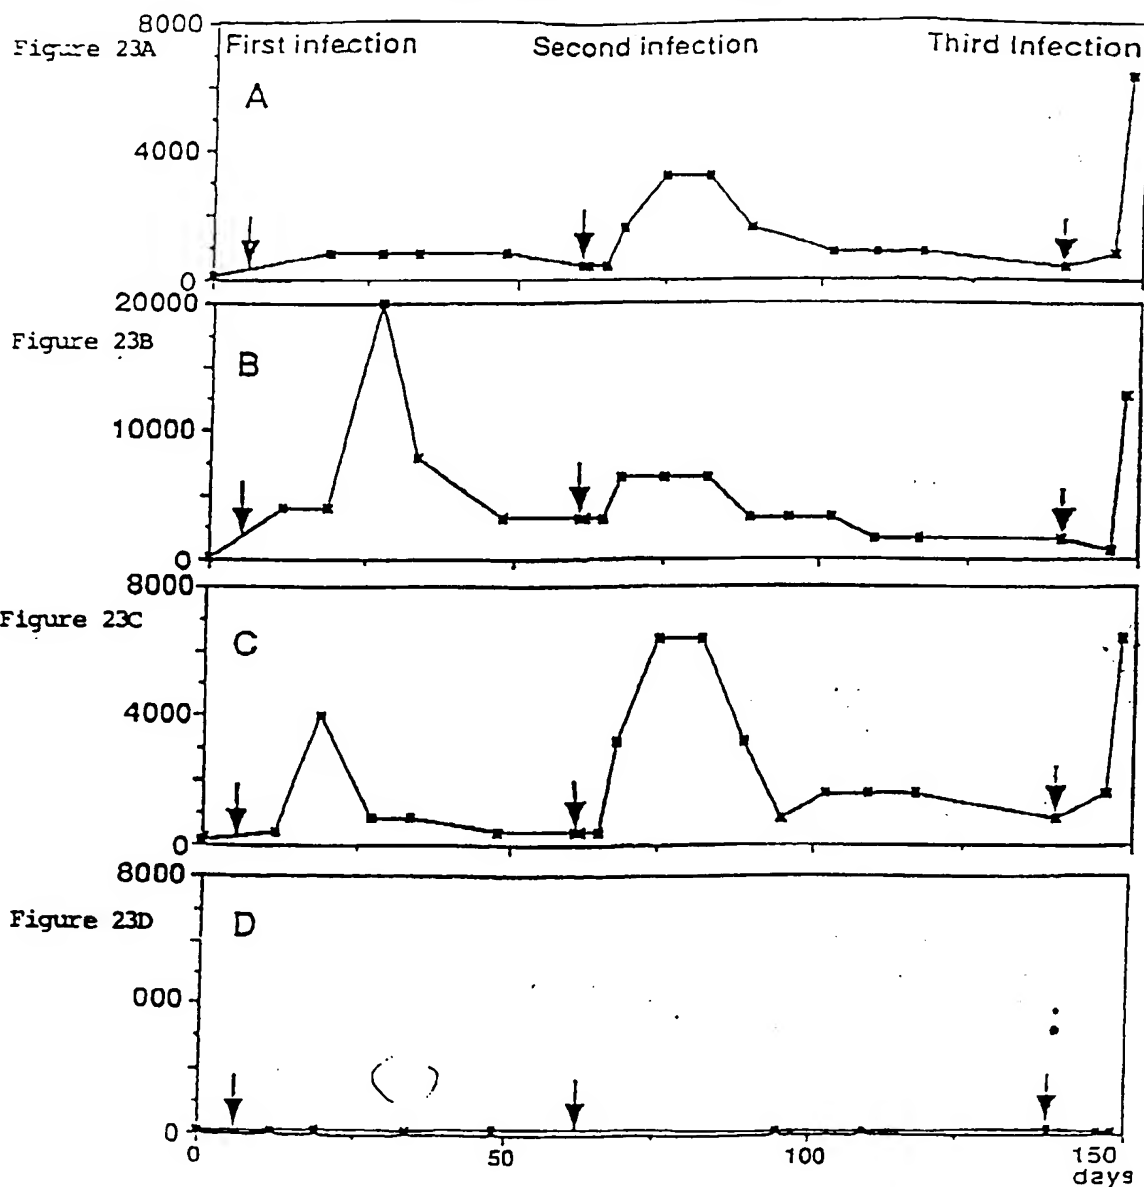 8000
Figure 23A
First infection
Second infection
Third Infection
A
4000
0
20000
Figure 23B
B
10000
0
8000
Figure 23C
C
4000
0
8000
Figure 23D
D
000
0
0
50
100
150
days